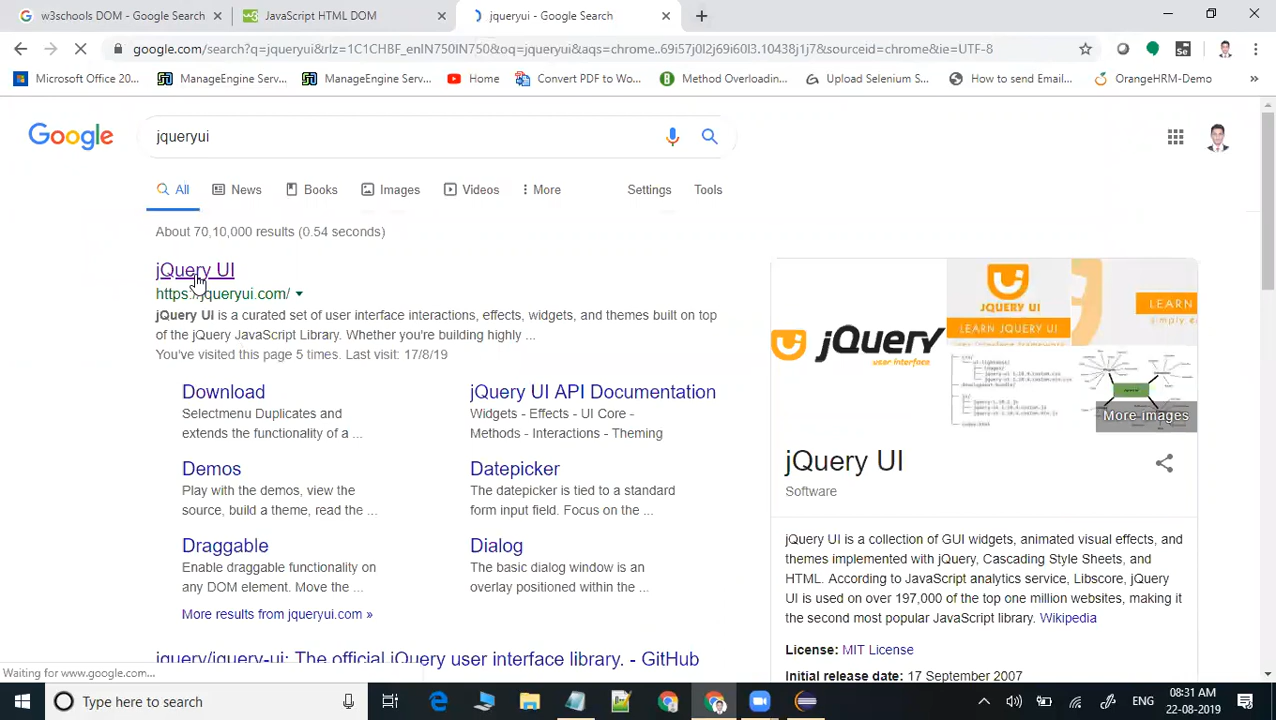 w3schools DOM - Google Search
JavaScript HTML DOM
jqueryui - Google Search
google.com/search?q=jqueryui&rlz=1C1CHBF_enIN750IN750&oq=jqueryui&aqs=chrome..69i57j0l2j69i60l3.10438j1j7&sourceid=chrome&ie=UTF-8
Microsoft Office 20...
ManageEngine Serv...
ManageEngine Serv...
Home
Convert PDF to Wo...
Method Overloadin...
Upload Selenium S...
How to send Email...
OrangeHRM-Demo
Google
jqueryui
All
News
Books
Images
Videos
More
Settings
Tools
About 70,10,000 results (0.54 seconds)
jQuery UI
https://jqueryui.com/
jQuery UI is a curated set of user interface interactions, effects, widgets, and themes built on top
of the jQuery JavaScript Library. Whether you're building highly ...
You've visited this page 5 times. Last visit: 17/8/19
Download
Selectmenu Duplicates and
extends the functionality of a ...
jQuery UI API Documentation
Widgets - Effects - UI Core -
Methods - Interactions - Theming
Demos
Play with the demos, view the
source, build a theme, read the ...
Datepicker
The datepicker is tied to a standard
form input field. Focus on the ...
Draggable
Enable draggable functionality on
any DOM element. Move the ...
Dialog
The basic dialog window is an
overlay positioned within the ...
More results from jqueryui.com »
jquery/jquery-ui: The official jQuery user interface library. - GitHub
jQuery
user interface
JQUERY UI
LEARN JQUERY UI
LEARN
simply e
More images
jQuery UI
Software
jQuery UI is a collection of GUI widgets, animated visual effects, and
themes implemented with jQuery, Cascading Style Sheets, and
HTML. According to JavaScript analytics service, Libscore, jQuery
UI is used on over 197,000 of the top one million websites, making it
the second most popular JavaScript library. Wikipedia
License: MIT License
Initial release date: 17 September 2007
Waiting for www.google.com...
Type here to search
ENG
08:31 AM
22-08-2019